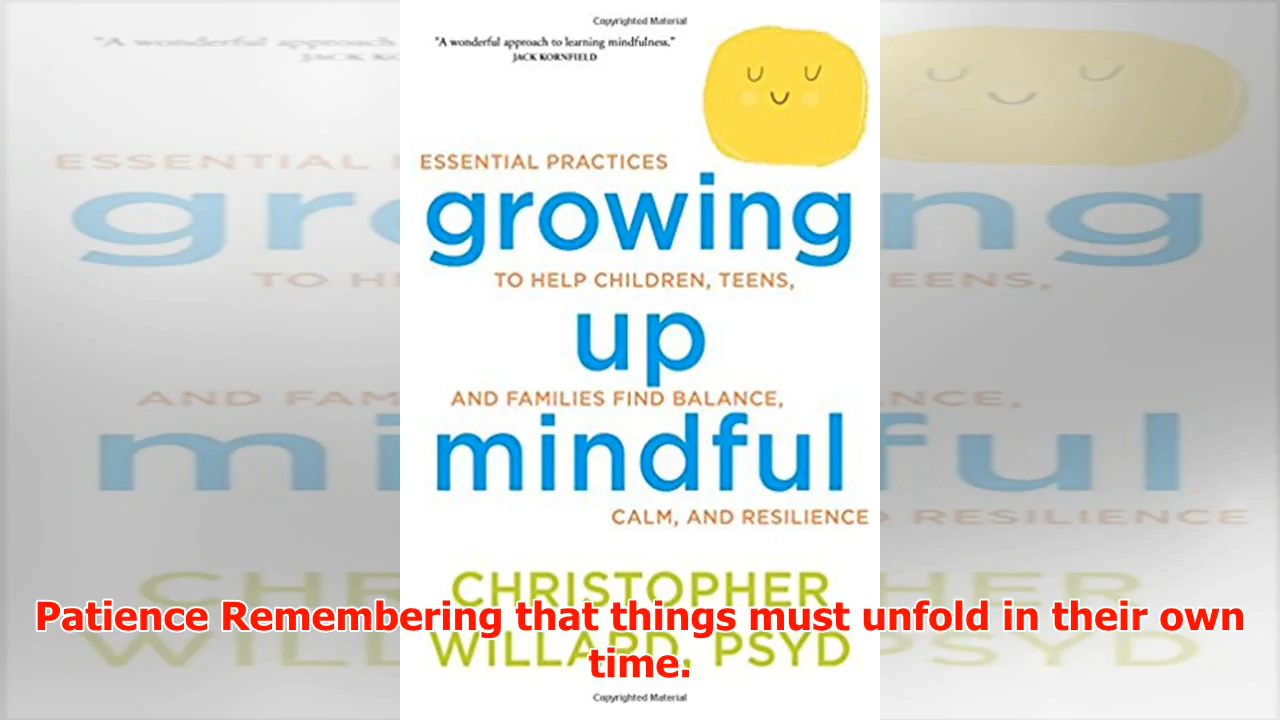 Copyrighted Material
"A wonderful approach to learning mindfulness."
JACK KORNFIELD
ESSENTIAL PRACTICES
growing
TO HELP CHILDREN, TEENS,
up
AND FAMILIES FIND BALANCE,
mindful
CALM, AND RESILIENCE
CHRISTOPHER
WiLLARD, PSYD
Patience Remembering that things must unfold in their own
time.
Copyrighted Material